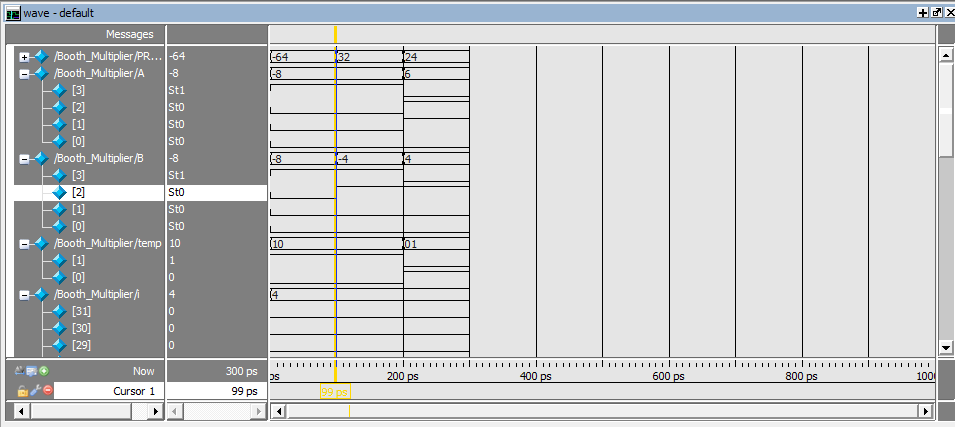 wave - default
Messages
/Booth_Multiplier/PR... -64 -64 32 24
/Booth_Multiplier/A -8 -8 6
[3] St1
[2] St0
[1] St0
[0] St0
/Booth_Multiplier/B -8 -8 -4 4
[3] St1
[2] St0
[1] St0
[0] St0
/Booth_Multiplier/temp 10 10 01
[1] 1
[0] 0
/Booth_Multiplier/i 4 4
[31] 0
[30] 0
[29] 0
Now 300 ps ps 200 ps 400 ps 600 ps 800 ps 1000
Cursor 1 99 ps 99 ps